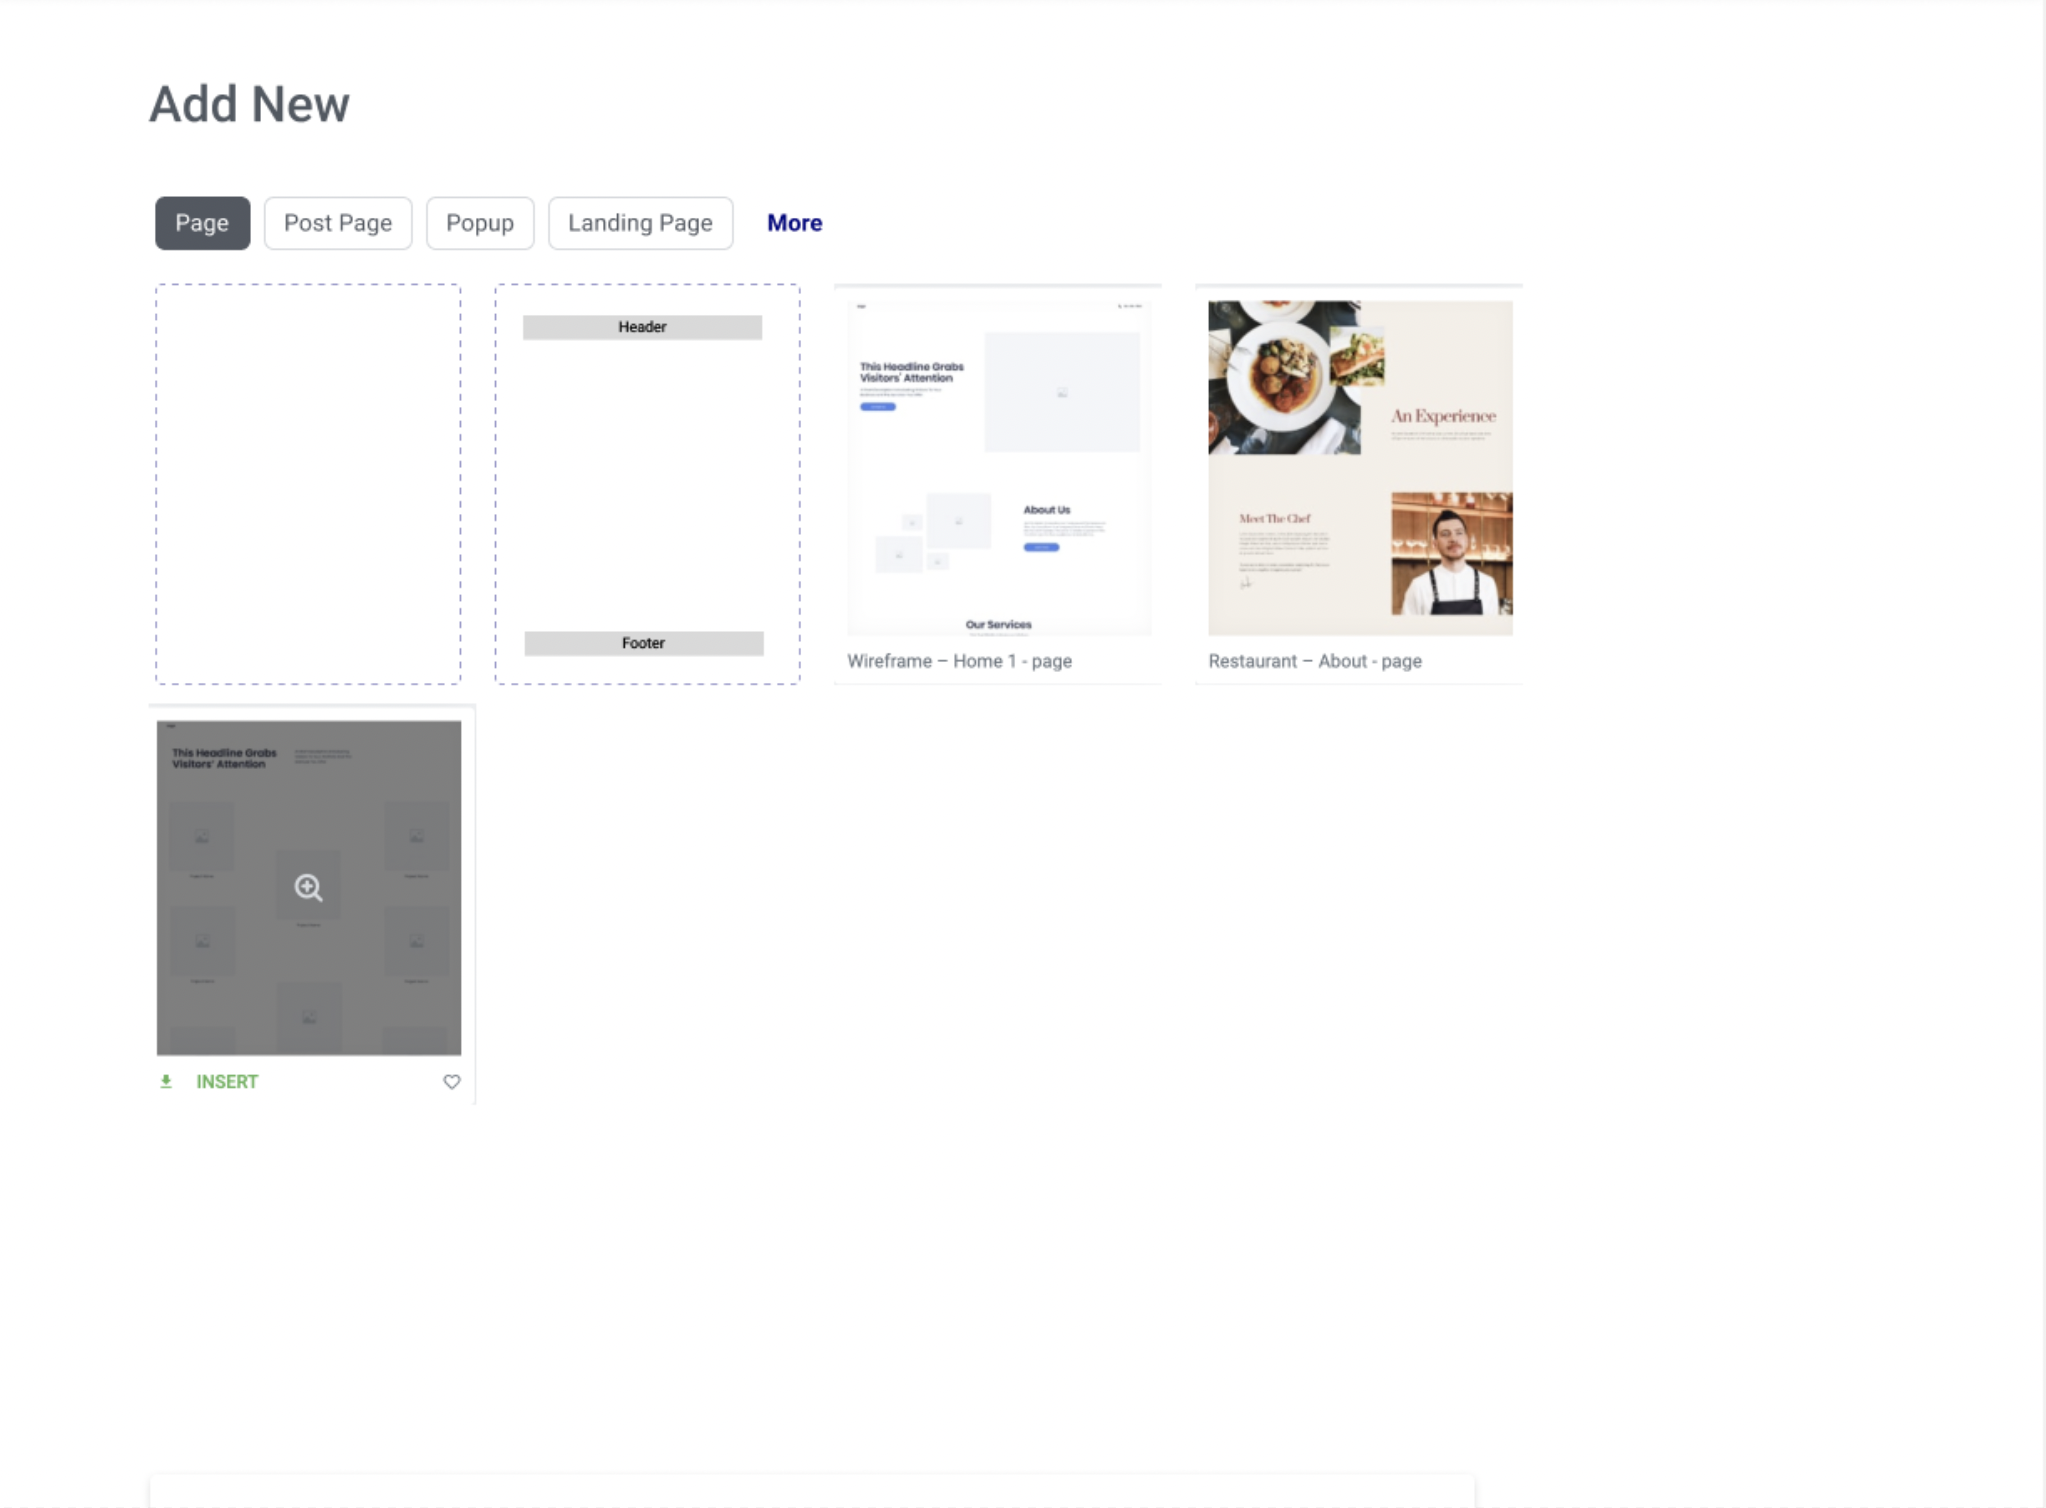 Add New
Page
Post Page
Popup
Landing Page
More
Header
Footer
This Headline Grabs
Visitors' Attention
About Us
Our Services
Wireframe – Home 1 - page
An Experience
Meet The Chef
Restaurant – About - page
This Headline Grabs
Visitors' Attention
INSERT